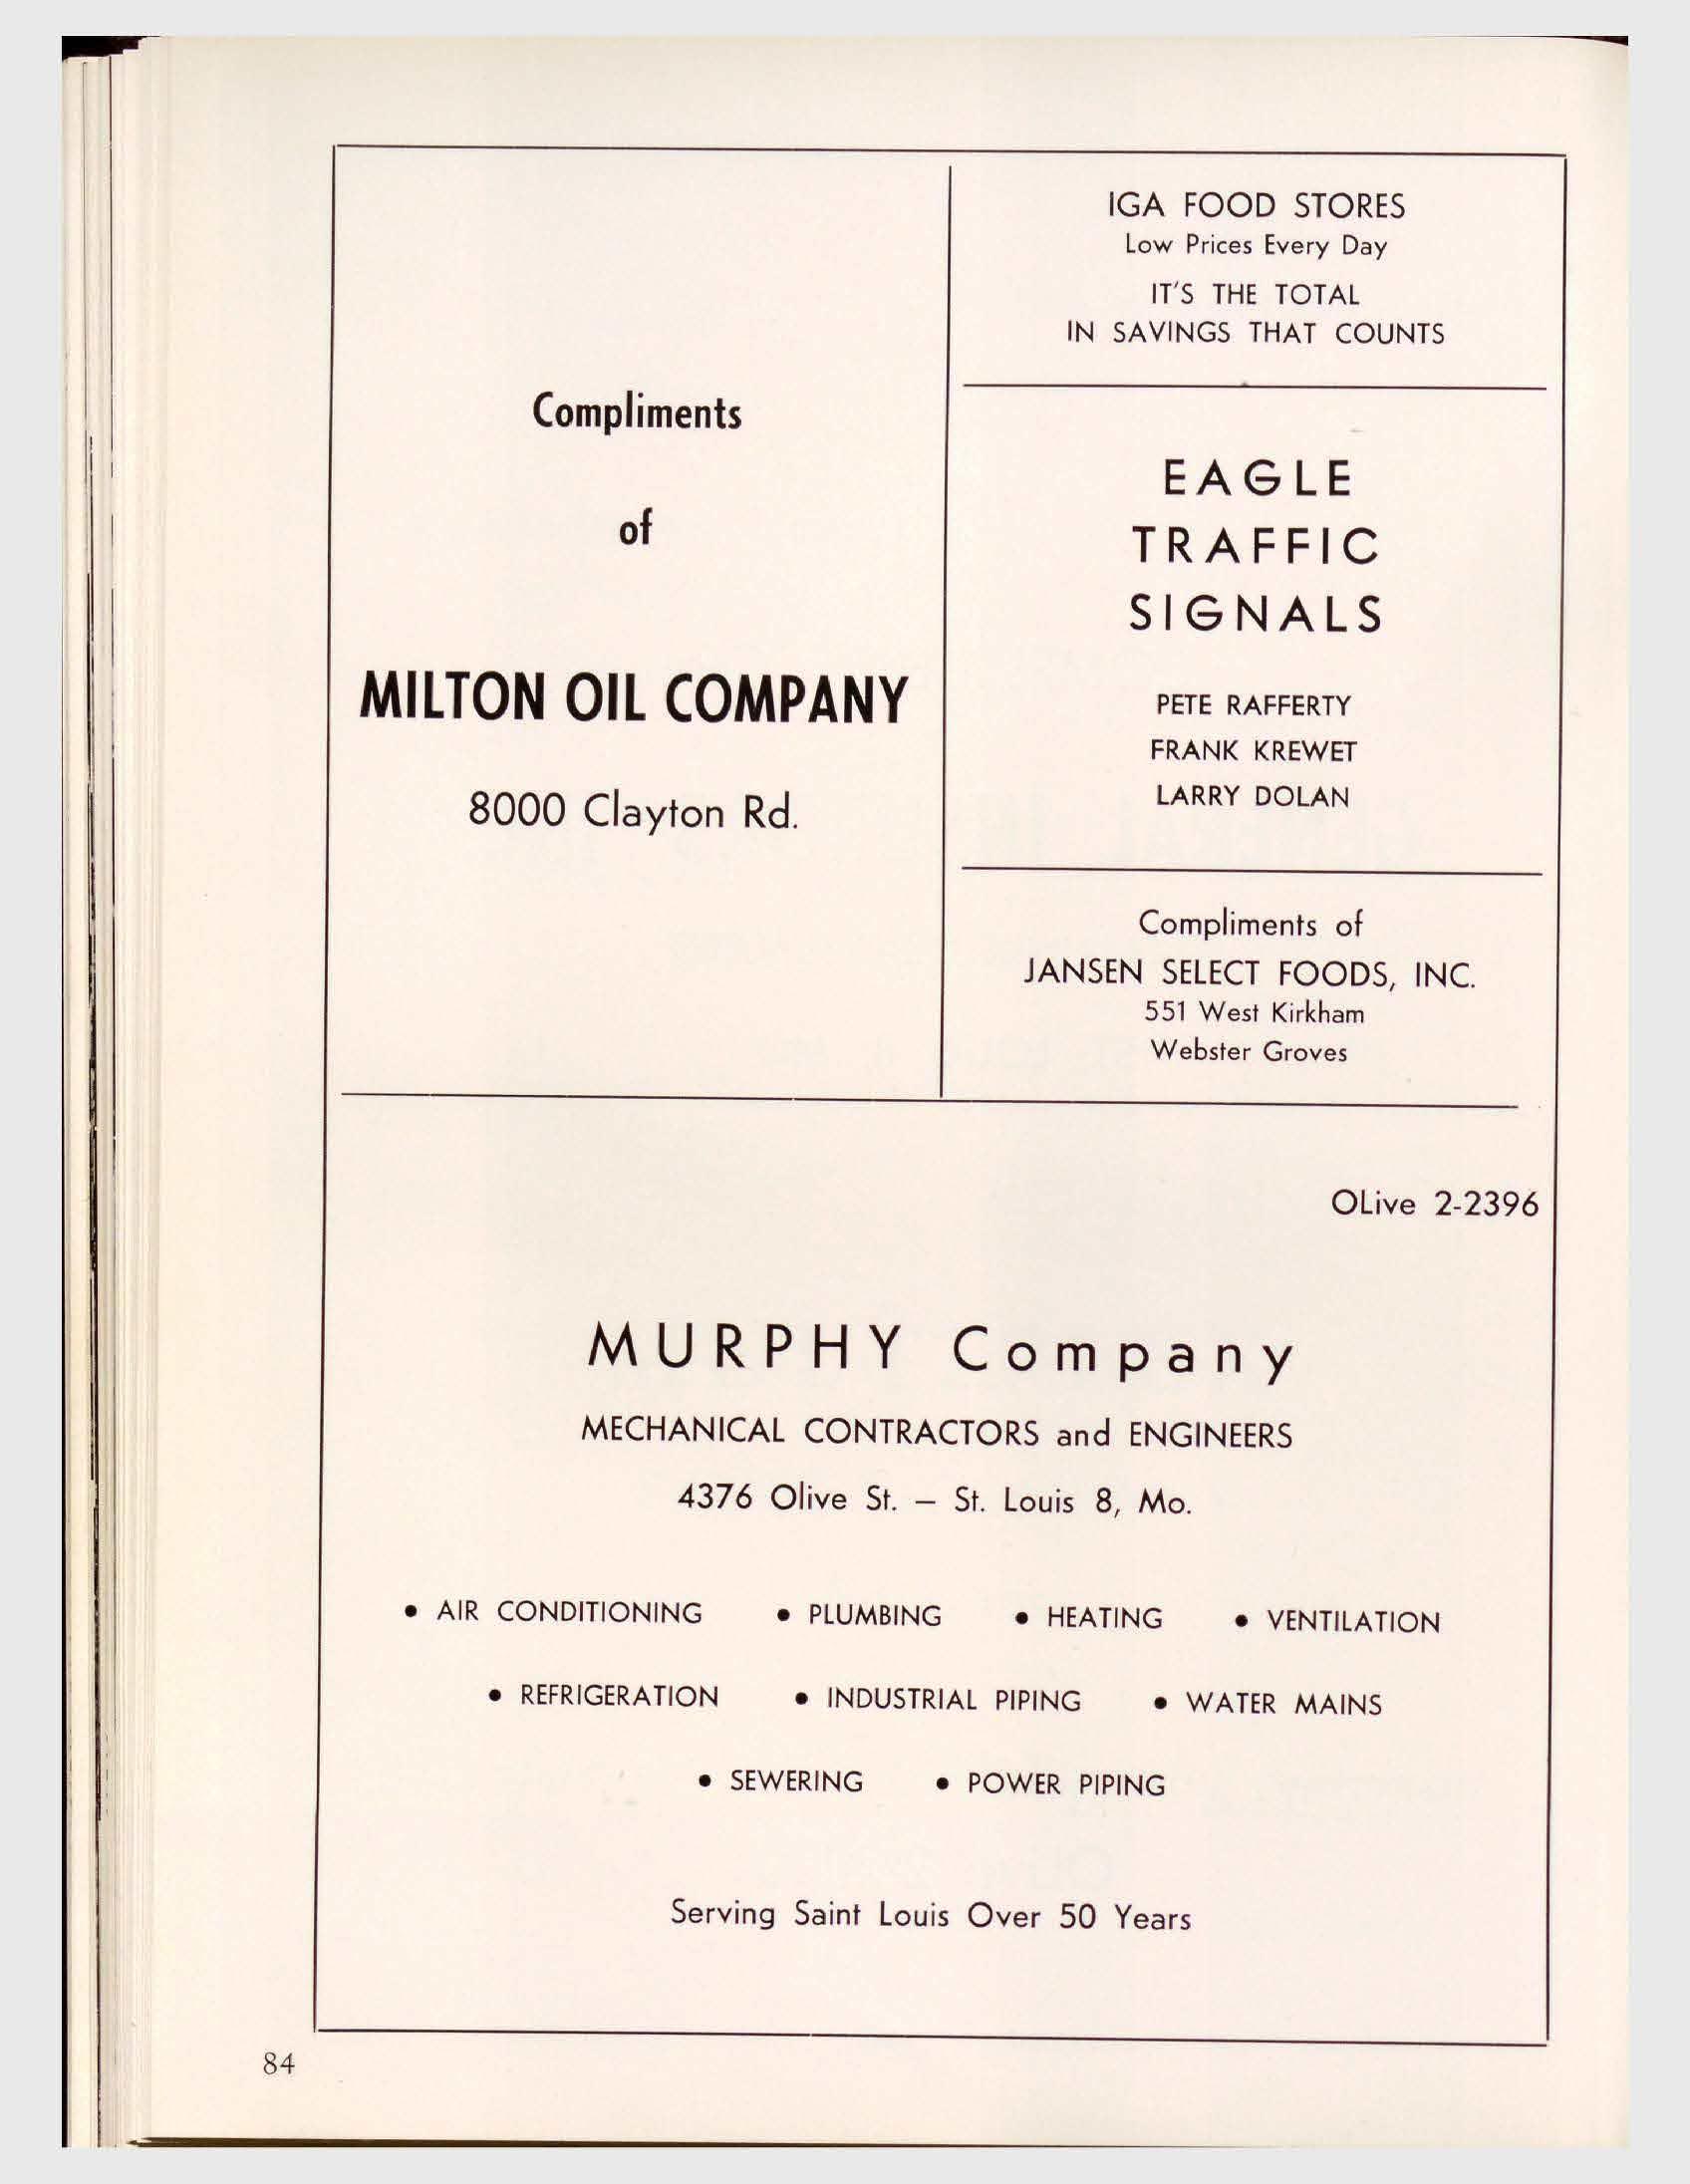 Compliments
of
MILTON OIL COMPANY
8000 Clayton Rd.
IGA FOOD STORES
Low Prices Every Day
IT'S THE TOTAL
IN SAVINGS THAT COUNTS
EAGLE
TRAFFIC
SIGNALS
PETE RAFFERTY
FRANK KREWET
LARRY DOLAN
Compliments of
JANSEN SELECT FOODS, INC.
551 West Kirkham
Webster Groves
OLive 2-2396
MURPHY Company
MECHANICAL CONTRACTORS and ENGINEERS
4376 Olive St. — St. Louis 8, Mo.
• AIR CONDITIONING • PLUMBING • HEATING • VENTILATION
• REFRIGERATION • INDUSTRIAL PIPING • WATER MAINS
• SEWERING • POWER PIPING
Serving Saint Louis Over 50 Years
84